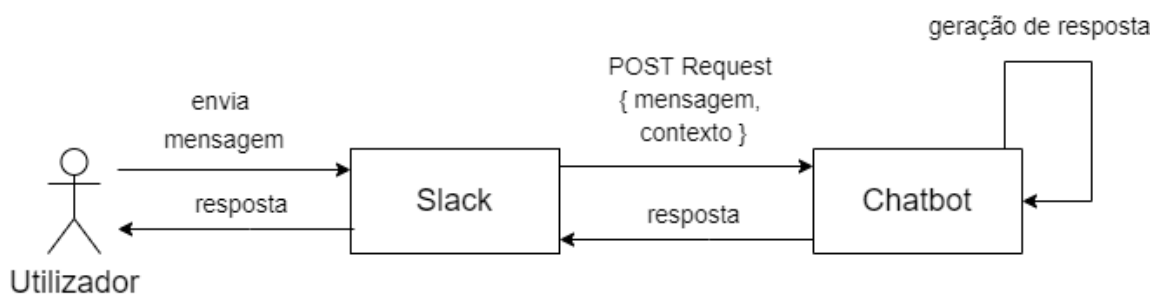 geração de resposta
POST Request
{ mensagem,
contexto }
envia
mensagem
resposta
Slack
resposta
Chatbot
Utilizador